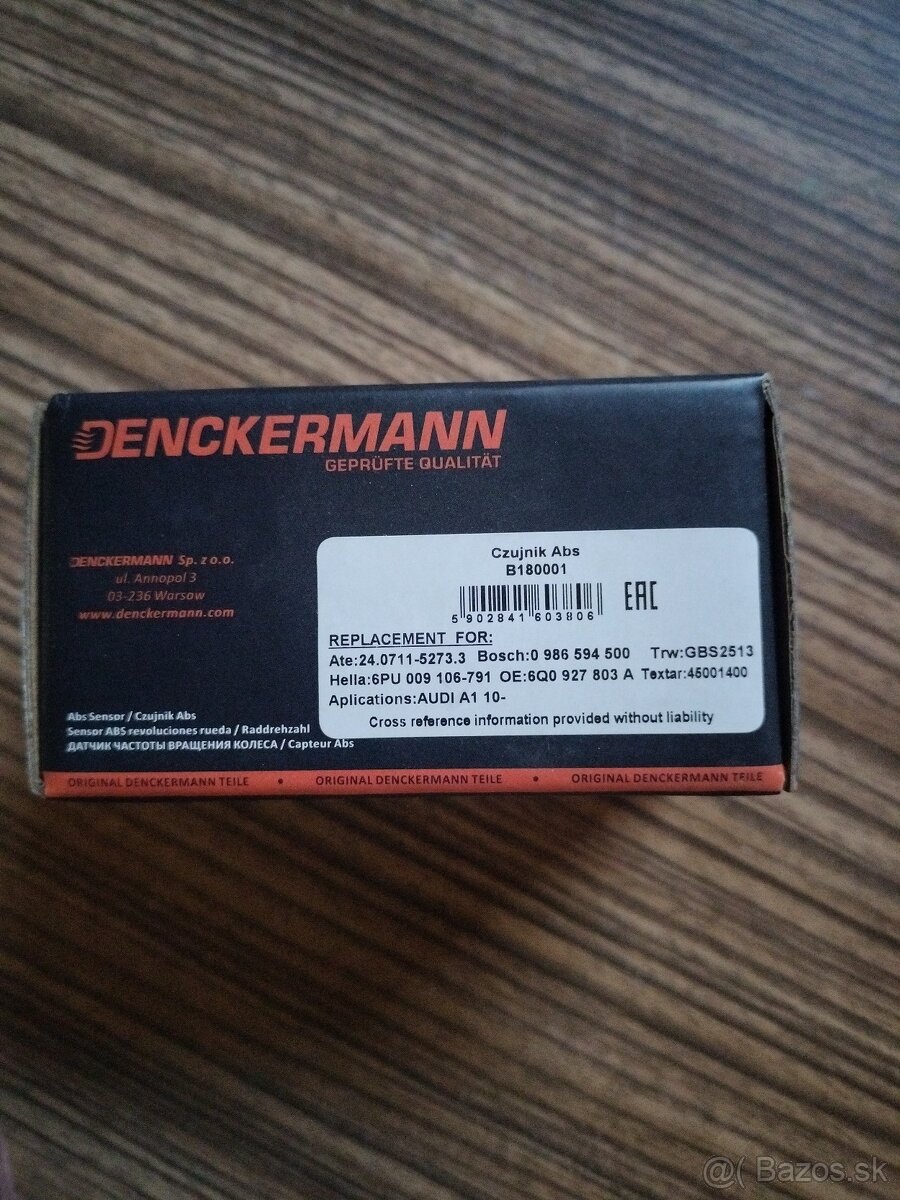 DENCKERMANN
GEPRÜFTE QUALITÄT
DENCKERMANN Sp. z o.o.
ul. Annopol 3
03-236 Warsaw
www.denckermann.com
Czujnik Abs
B180001
5 902841 603806
EAC
REPLACEMENT FOR:
Ate:24.0711-5273.3 Bosch:0 986 594 500 Trw:GBS2513
Hella:6PU 009 106-791 OE:6Q0 927 803 A Textar:45001400
Aplications:AUDI A1 10-
Cross reference information provided without liability
Abs Sensor / Czujnik Abs
Sensor ABS revoluciones rueda / Raddrehzahl
ДАТЧИК ЧАСТОТЫ ВРАЩЕНИЯ КОЛЕСА / Capteur Abs
ORIGINAL DENCKERMANN TEILE • ORIGINAL DENCKERMANN TEILE • ORIGINAL DENCKERMANN TEILE
@( Bazos.sk